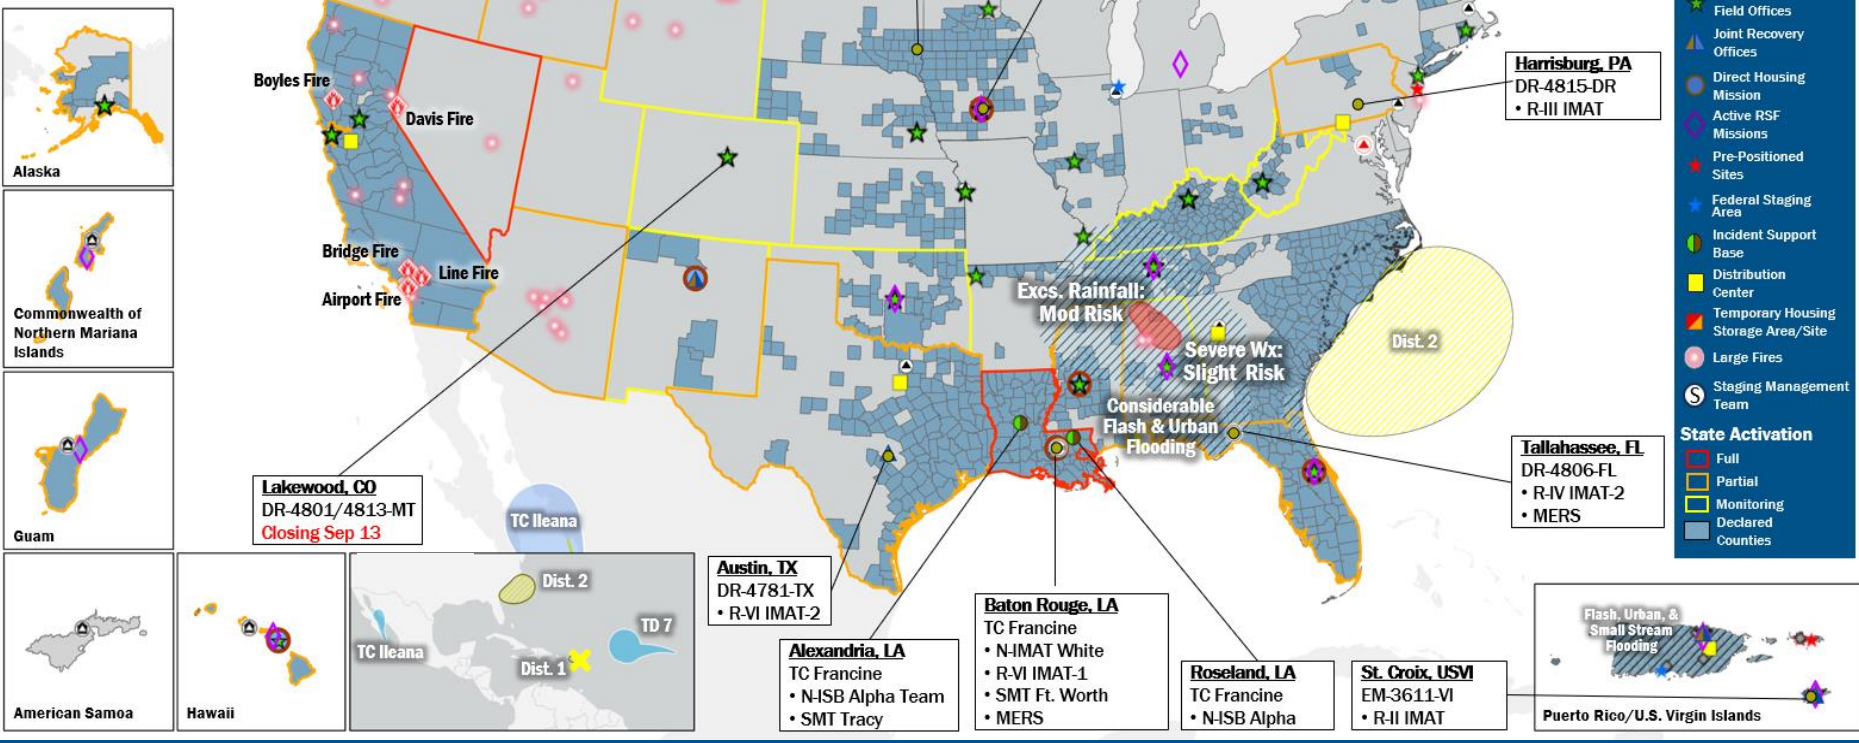 Alaska
Commonwealth of
Northern Mariana
Islands
Guam
American Samoa
Hawaii
Boyles Fire
Davis Fire
Bridge Fire
Line Fire
Airport Fire
Lakewood, CO
DR-4801/4813-MT
Closing Sep 13
TC Ileana
Dist. 2
TD 7
TC Ileana
Dist. 1
Austin, TX
DR-4781-TX
• R-VI IMAT-2
Alexandria, LA
TC Francine
• N-ISB Alpha Team
• SMT Tracy
Baton Rouge, LA
TC Francine
• N-IMAT White
• R-VI IMAT-1
• SMT Ft. Worth
• MERS
Roseland, LA
TC Francine
• N-ISB Alpha
St. Croix, USVI
EM-3611-VI
• R-II IMAT
Excs. Rainfall:
Mod Risk
Severe Wx:
Slight Risk
Considerable
Flash & Urban
Flooding
Dist. 2
Harrisburg, PA
DR-4815-DR
• R-III IMAT
Tallahassee, FL
DR-4806-FL
• R-IV IMAT-2
• MERS
Flash, Urban, &
Small Stream
Flooding
Puerto Rico/U.S. Virgin Islands
Field Offices
Joint Recovery
Offices
Direct Housing
Mission
Active RSF
Missions
Pre-Positioned
Sites
Federal Staging
Area
Incident Support
Base
Distribution
Center
Temporary Housing
Storage Area/Site
Large Fires
S
Staging Management
Team
State Activation
Full
Partial
Monitoring
Declared
Counties